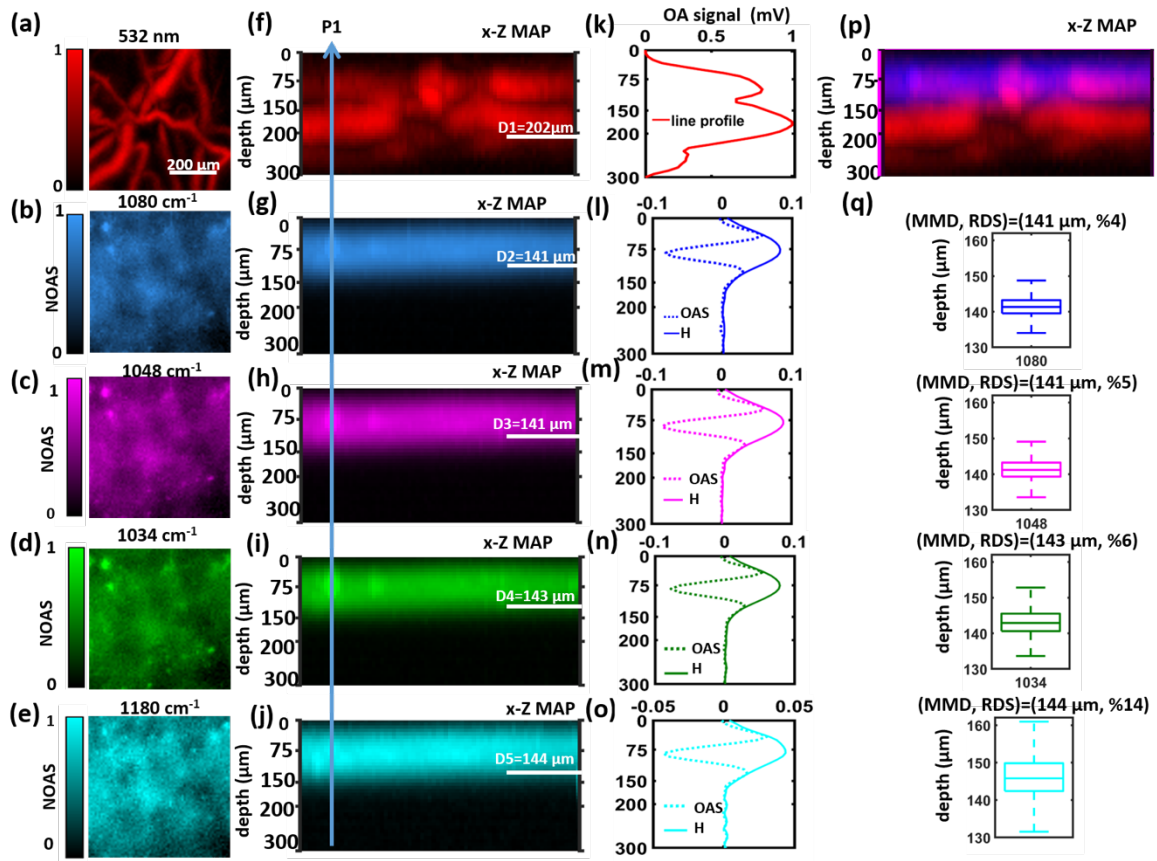 (a)
532 nm
1
0
200 μm
(f)
P1
x-Z MAP
depth (μm)
0
75
150
200
300
D1=202μm
(k)
OA signal (mV)
0
0.5
1
0
75
150
200
300
line profile
(p)
x-Z MAP
depth (μm)
0
75
150
200
300
(b)
1080 cm-1
1
NOAS
0
(g)
x-Z MAP
depth (μm)
0
75
150
200
300
D2=141 μm
(l)
-0.1
0
0.1
0
75
150
200
300
OAS
H
(q)
(MMD, RDS)=(141 μm, %4)
depth (μm)
160
150
140
130
1080
(c)
1048 cm-1
1
NOAS
0
(h)
x-Z MAP
depth (μm)
0
75
150
200
300
D3=141 μm
(m)
-0.1
0
0.1
0
75
150
200
300
OAS
H
(MMD, RDS)=(141 μm, %5)
depth (μm)
160
150
140
130
1048
(d)
1034 cm-1
1
NOAS
0
(i)
x-Z MAP
depth (μm)
0
75
150
200
300
D4=143 μm
(n)
-0.1
0
0.1
0
75
150
200
300
OAS
H
(MMD, RDS)=(143 μm, %6)
depth (μm)
160
150
140
130
1034
(e)
1180 cm-1
1
NOAS
0
(j)
x-Z MAP
depth (μm)
0
75
150
200
300
D5=144 μm
(o)
-0.05
0
0.05
0
75
150
200
300
OAS
H
(MMD, RDS)=(144 μm, %14)
depth (μm)
160
150
140
130